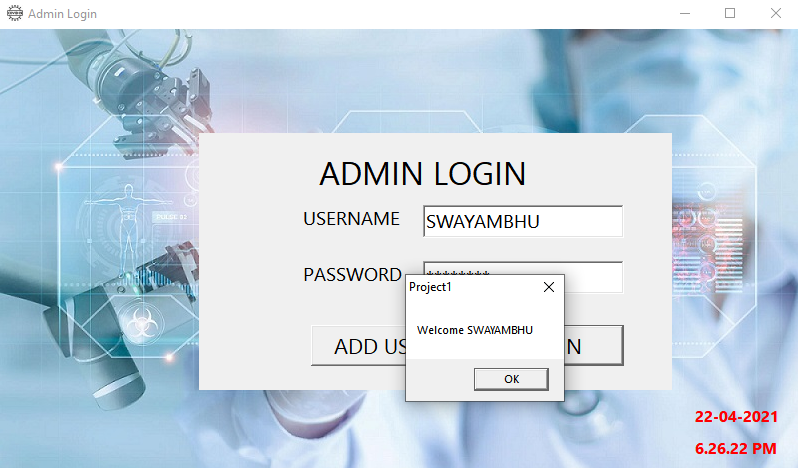 Admin Login
ADMIN LOGIN
USERNAME
SWAYAMBHU
PASSWORD
********
Project1
Welcome SWAYAMBHU
OK
ADD US
N
22-04-2021
6.26.22 PM